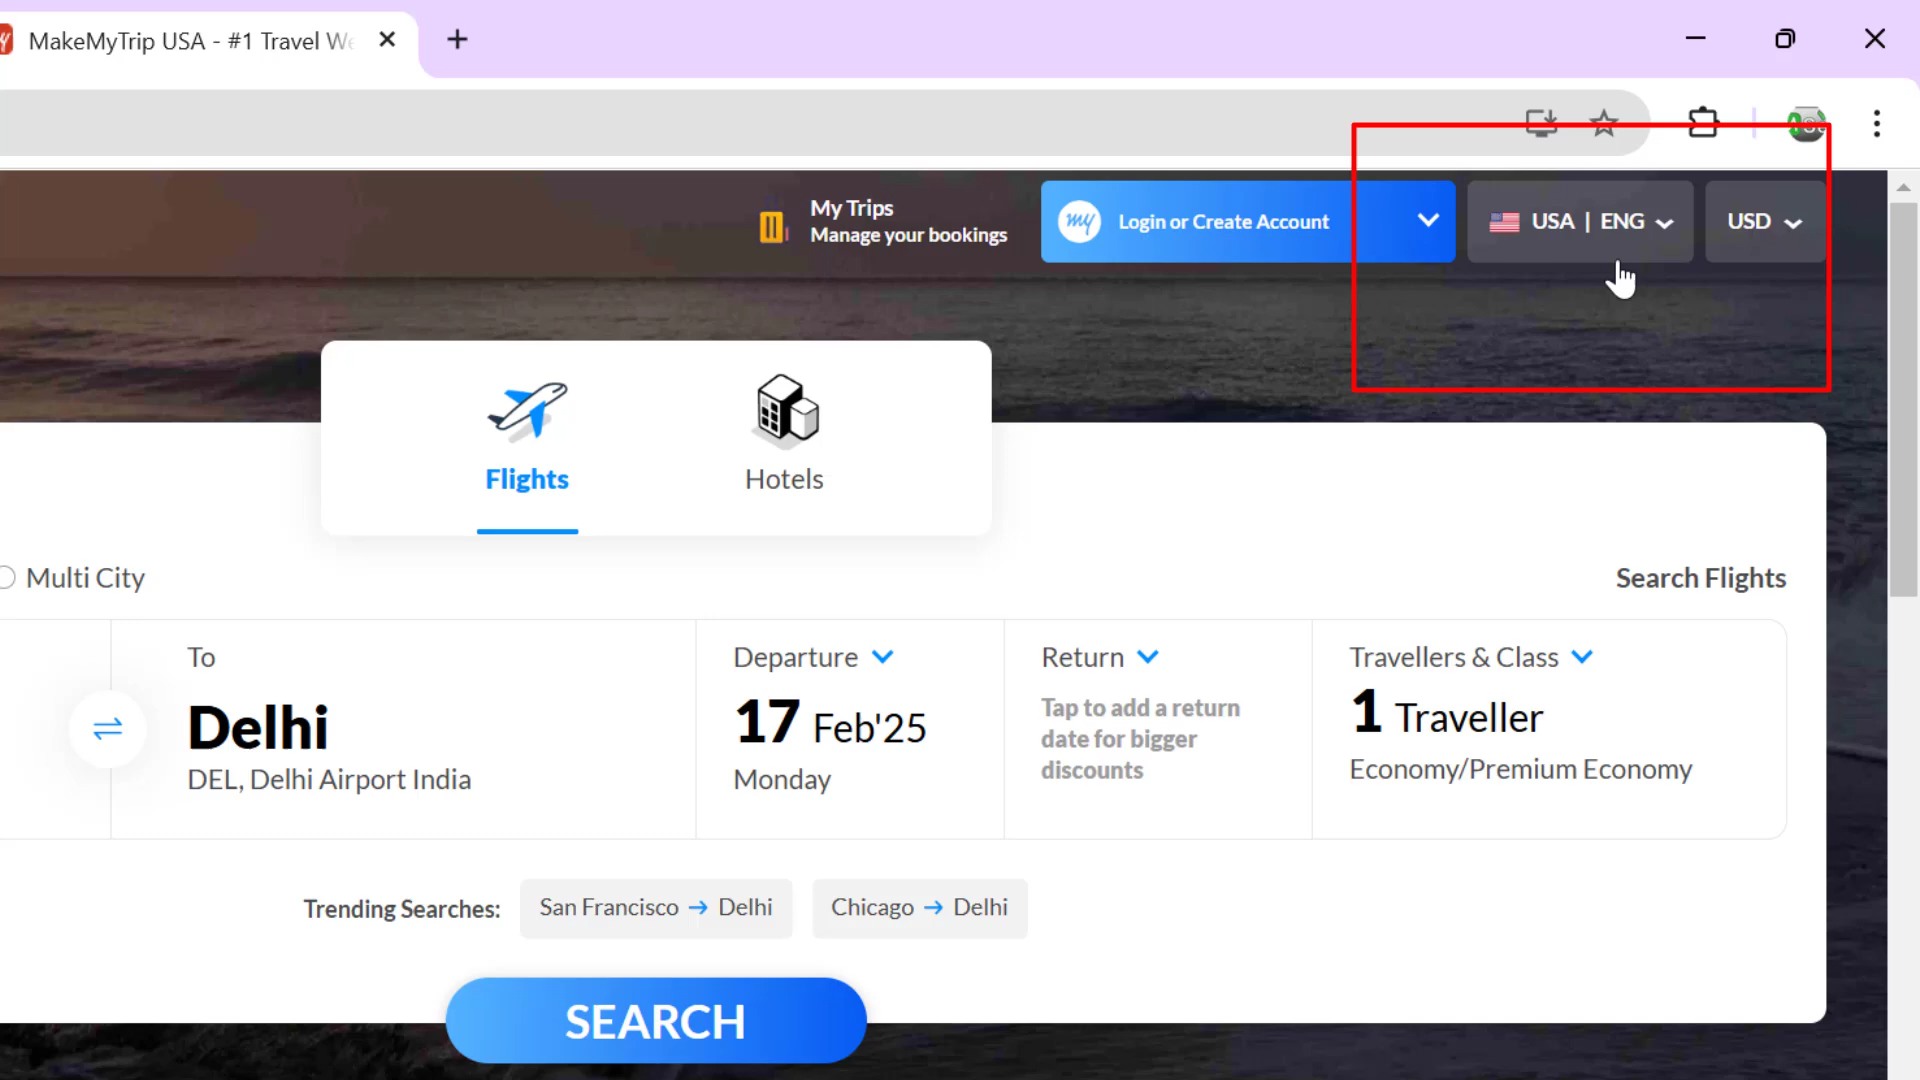 MakeMyTrip USA - #1 Travel We
My Trips
Manage your bookings
my
Login or Create Account
USA | ENG
USD
Flights
Hotels
Multi City
Search Flights
To
Delhi
DEL, Delhi Airport India
Departure
17 Feb'25
Monday
Return
Tap to add a return
date for bigger
discounts
Travellers & Class
1 Traveller
Economy/Premium Economy
Trending Searches:
San Francisco → Delhi
Chicago → Delhi
SEARCH